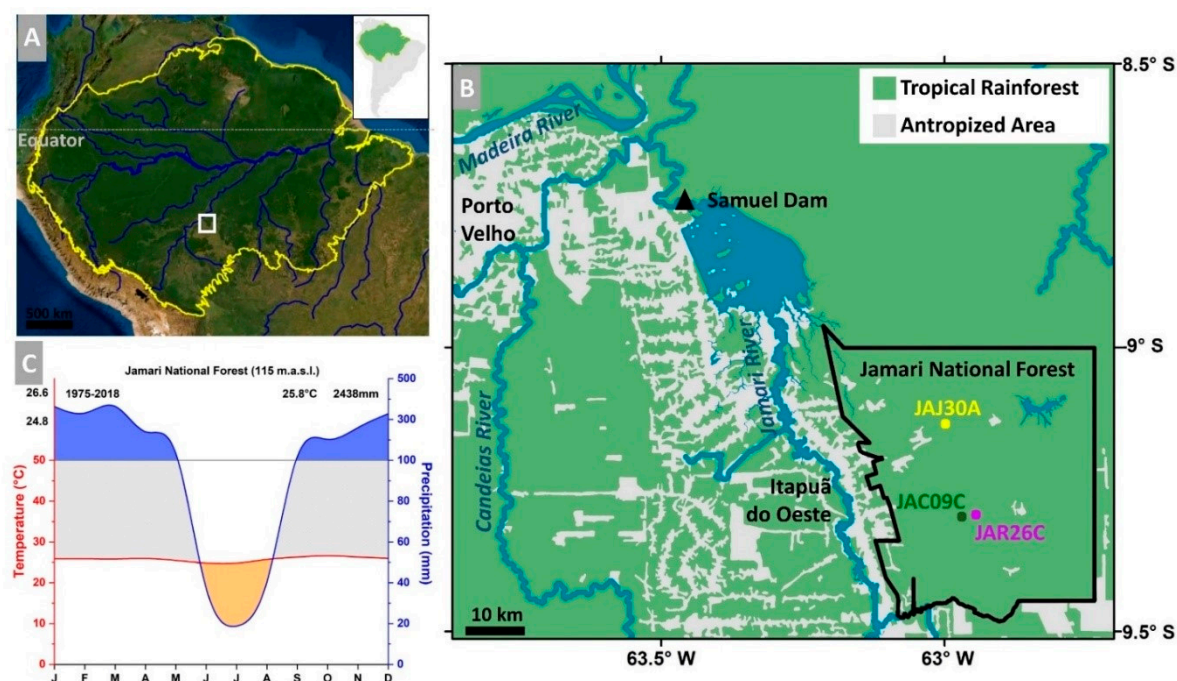 A
Equator
500 km
B
Tropical Rainforest
Antropized Area
Madeira River
Porto
Velho
Samuel Dam
Candeias River
Jamari River
Itapuã
do Oeste
Jamari National Forest
JAJ30A
JAC09C
JAR26C
10 km
8.5° S
9° S
9.5° S
63.5° W
63° W
C
Jamari National Forest (115 m.a.s.l.)
26.6
24.8
1975-2018
25.8°C
2438mm
Temperature (°C)
50
40
30
20
10
0
Precipitation (mm)
500
300
100
80
60
40
20
0
J F M A M J J A S O N D